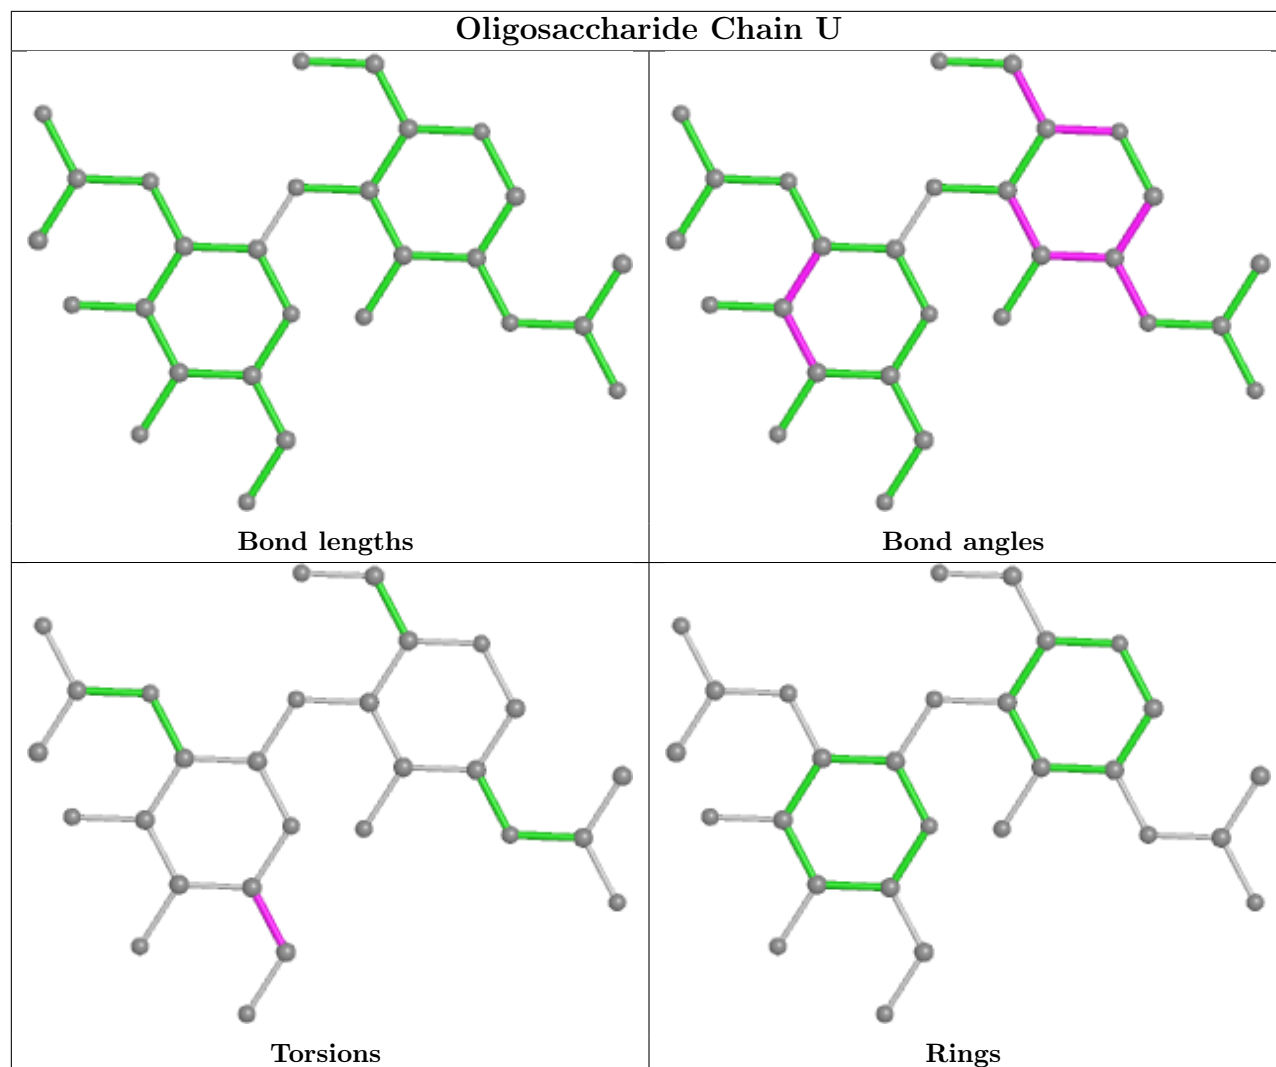 Oligosaccharide Chain U
Bond lengths
Bond angles
Torsions
Rings